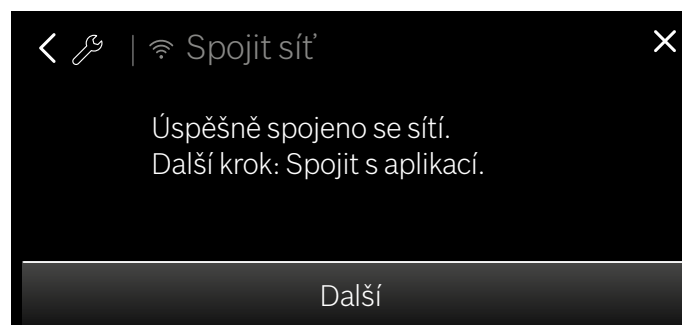 | Spojit síť
Úspěšně spojeno se sítí.
Další krok: Spojit s aplikací.
Další